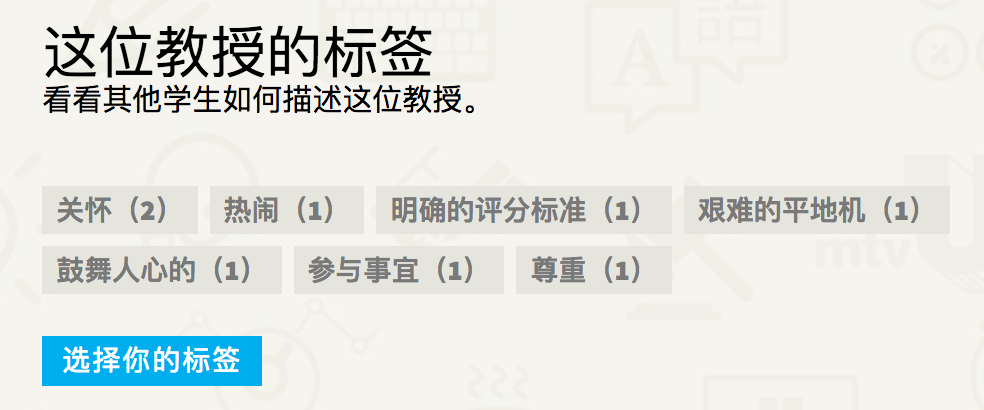 这位教授的标签
看看其他学生如何描述这位教授。
关怀（2） 热闹（1） 明确的评分标准（1） 艰难的平地机（1）
鼓舞人心的（1） 参与事宜（1） 尊重（1）
选择你的标签
A
%
mtv